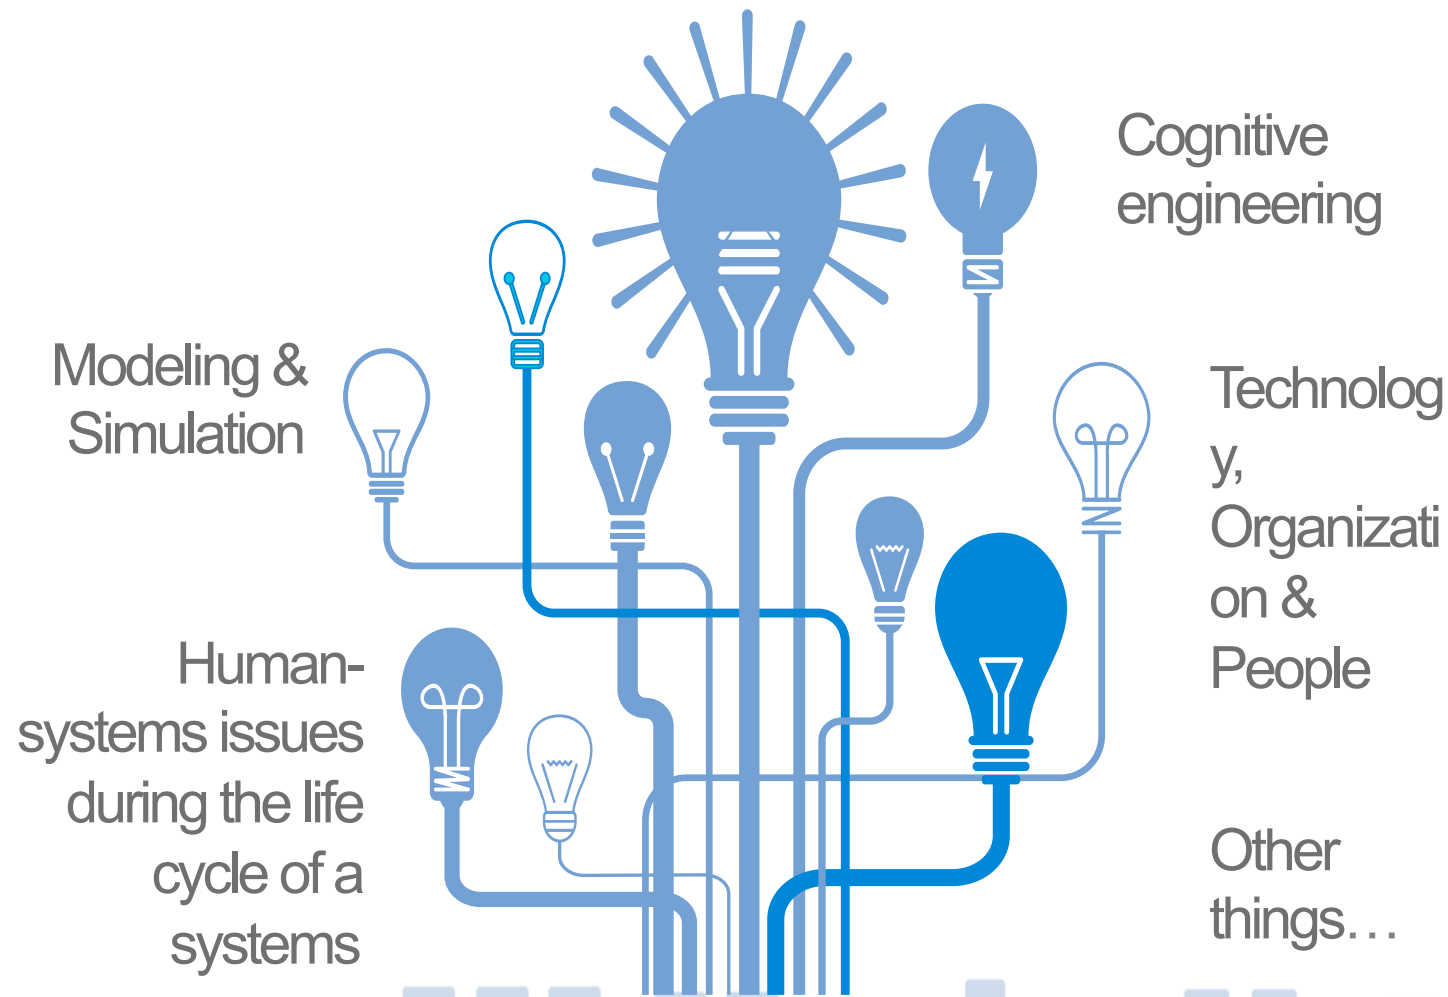 Cognitive
engineering
Modeling &
Simulation
Technolog
y,
Organizati
on &
People
Human-
systems issues
during the life
cycle of a
systems
Other
things…